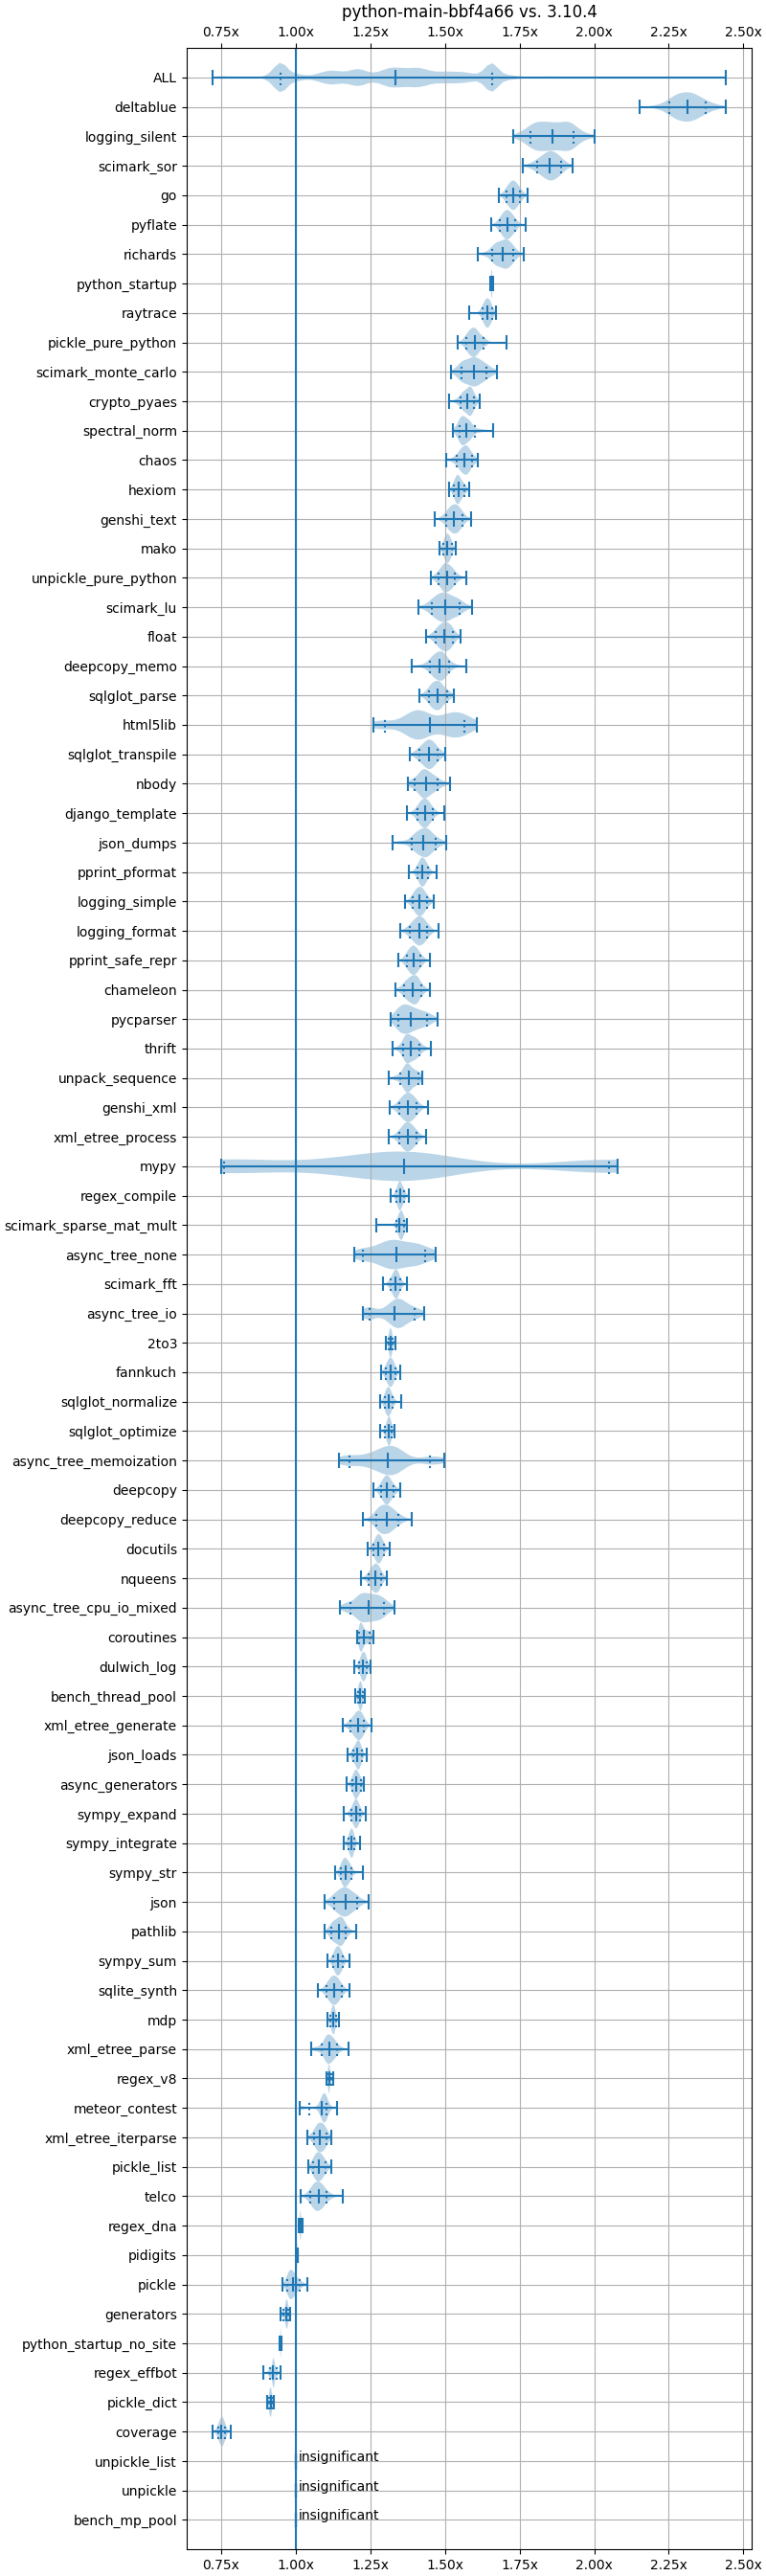 python-main-bbf4a66 vs. 3.10.4
0.75x 1.00x 1.25x 1.50x 1.75x 2.00x 2.25x 2.50x
ALL
deltablue
logging_silent
scimark_sor
go
pyflate
richards
python_startup
raytrace
pickle_pure_python
scimark_monte_carlo
crypto_pyaes
spectral_norm
chaos
hexiom
genshi_text
mako
unpickle_pure_python
scimark_lu
float
deepcopy_memo
sqlglot_parse
html5lib
sqlglot_transpile
nbody
django_template
json_dumps
pprint_pformat
logging_simple
logging_format
pprint_safe_repr
chameleon
pycparser
thrift
unpack_sequence
genshi_xml
xml_etree_process
mypy
regex_compile
scimark_sparse_mat_mult
async_tree_none
scimark_fft
async_tree_io
2to3
fannkuch
sqlglot_normalize
sqlglot_optimize
async_tree_memoization
deepcopy
deepcopy_reduce
docutils
nqueens
async_tree_cpu_io_mixed
coroutines
dulwich_log
bench_thread_pool
xml_etree_generate
json_loads
async_generators
sympy_expand
sympy_integrate
sympy_str
json
pathlib
sympy_sum
sqlite_synth
mdp
xml_etree_parse
regex_v8
meteor_contest
xml_etree_iterparse
pickle_list
telco
regex_dna
pidigits
pickle
generators
python_startup_no_site
regex_effbot
pickle_dict
coverage
unpickle_list insignificant
unpickle insignificant
bench_mp_pool insignificant
0.75x 1.00x 1.25x 1.50x 1.75x 2.00x 2.25x 2.50x